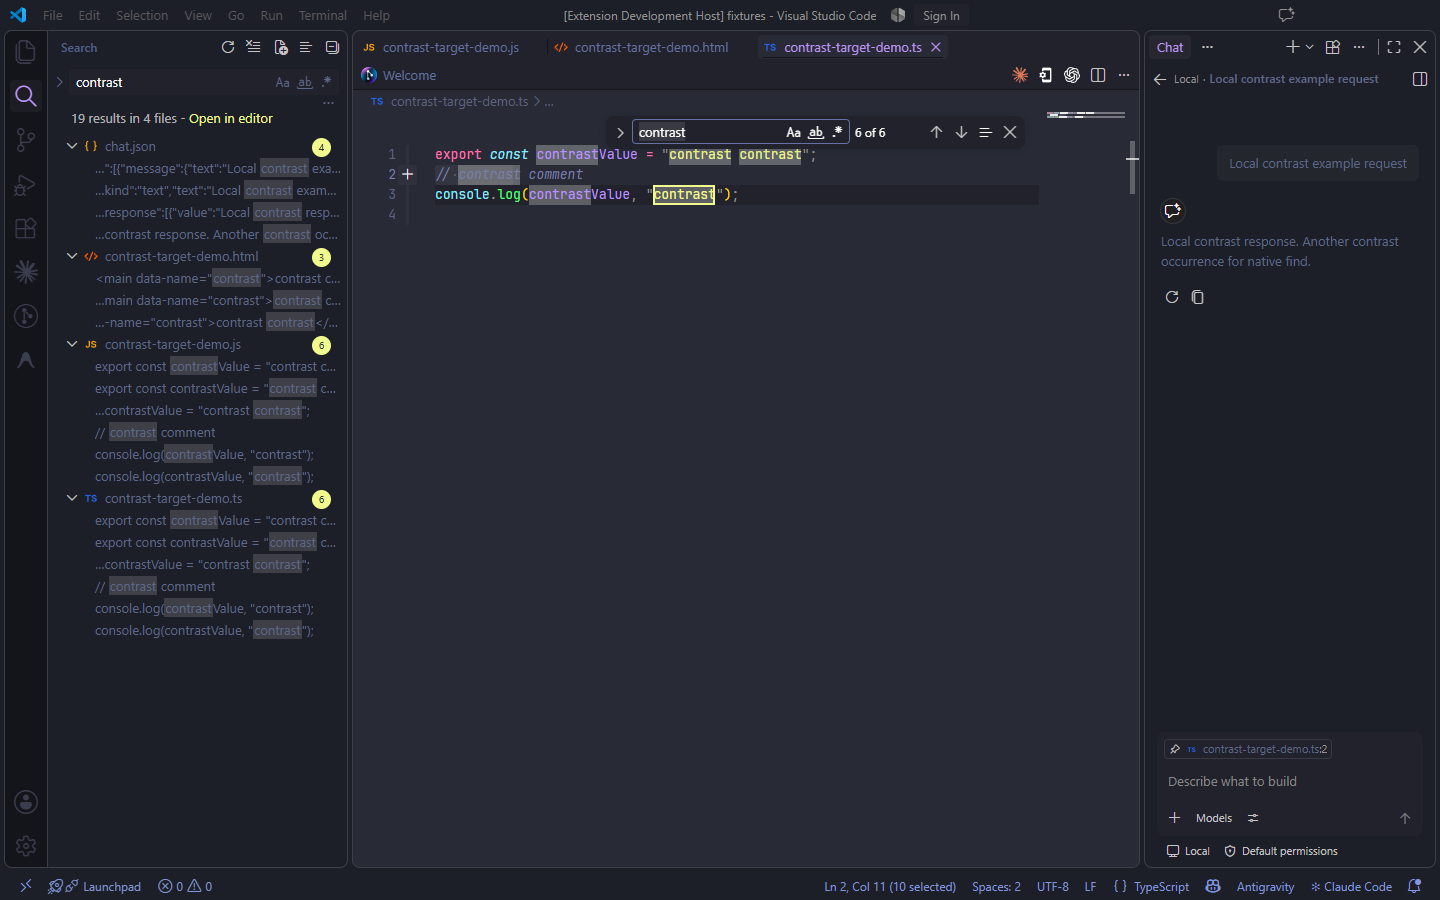 File Edit Selection View Go Run Terminal Help
[Extension Development Host] fixtures - Visual Studio Code
Sign In
Search
contrast
Aa ab .*
19 results in 4 files - Open in editor
{ } chat.json 4
...":[{"message":{"text":"Local contrast exa...
...kind":"text","text":"Local contrast exam...
...response":[{"value":"Local contrast resp...
...contrast response. Another contrast oc...
contrast-target-demo.html 3
<main data-name="contrast">contrast c...
...main data-name="contrast">contrast c...
...-name="contrast">contrast contrast</...
JS contrast-target-demo.js 6
export const contrastValue = "contrast c...
export const contrastValue = "contrast c...
...contrastValue = "contrast contrast";
// contrast comment
console.log(contrastValue, "contrast");
console.log(contrastValue, "contrast");
TS contrast-target-demo.ts 6
export const contrastValue = "contrast c...
export const contrastValue = "contrast c...
...contrastValue = "contrast contrast";
// contrast comment
console.log(contrastValue, "contrast");
console.log(contrastValue, "contrast");
JS contrast-target-demo.js
contrast-target-demo.html
TS contrast-target-demo.ts
Welcome
TS contrast-target-demo.ts > ...
contrast Aa ab .* 6 of 6
1 export const contrastValue = "contrast contrast";
2 // contrast comment
3 console.log(contrastValue, "contrast");
4
Chat
Local · Local contrast example request
Local contrast example request
Local contrast response. Another contrast
occurrence for native find.
TS contrast-target-demo.ts:2
Describe what to build
Models
Local Default permissions
Launchpad 0 0
Ln 2, Col 11 (10 selected) Spaces: 2 UTF-8 LF { } TypeScript Antigravity Claude Code